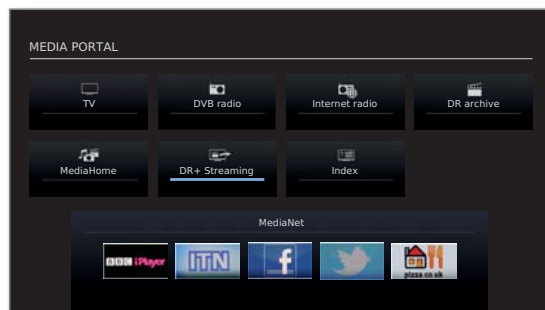 MEDIA PORTAL
TV
DVB radio
Internet radio
DR archive
MediaHome
DR+ Streaming
Index
MediaNet
BBC iPlayer
ITN
f
pizza.co.uk